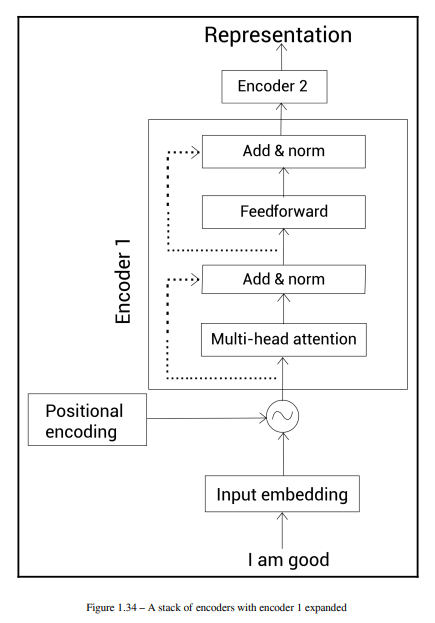 Representation
Encoder 2
Add & norm
Feedforward
Encoder 1
Add & norm
Multi-head attention
Positional
encoding
Input embedding
I am good
Figure 1.34 – A stack of encoders with encoder 1 expanded